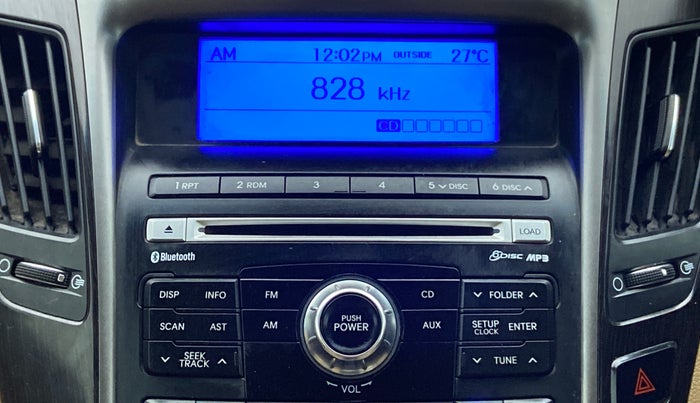 AM 12:02PM OUTSIDE 27°C
828 kHz
CD
1 RPT 2 RDM 3 4 5 ∨ DISC 6 DISC ∧
LOAD
Bluetooth 6DISC MP3
DISP INFO FM CD ∨ FOLDER ∧
PUSH
POWER
SCAN AST AM AUX SETUP
CLOCK ENTER
∨ SEEK
TRACK ∧
∨ TUNE ∧
VOL